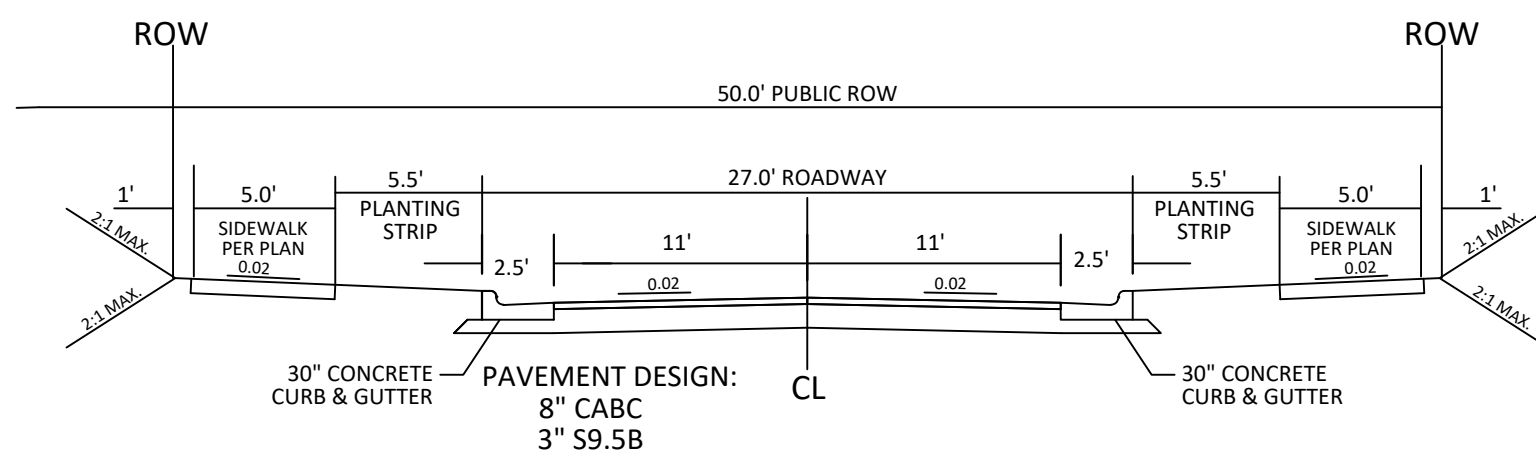 ROW
ROW
50.0' PUBLIC ROW
1'
5.0'
5.5'
27.0' ROADWAY
5.5'
5.0'
1'
2:1 MAX.
SIDEWALK
PER PLAN
0.02
PLANTING
STRIP
2.5'
11'
11'
2.5'
PLANTING
STRIP
SIDEWALK
PER PLAN
0.02
2:1 MAX.
0.02
0.02
2:1 MAX.
2:1 MAX.
30" CONCRETE
CURB & GUTTER
PAVEMENT DESIGN:
8" CABC
3" S9.5B
CL
30" CONCRETE
CURB & GUTTER